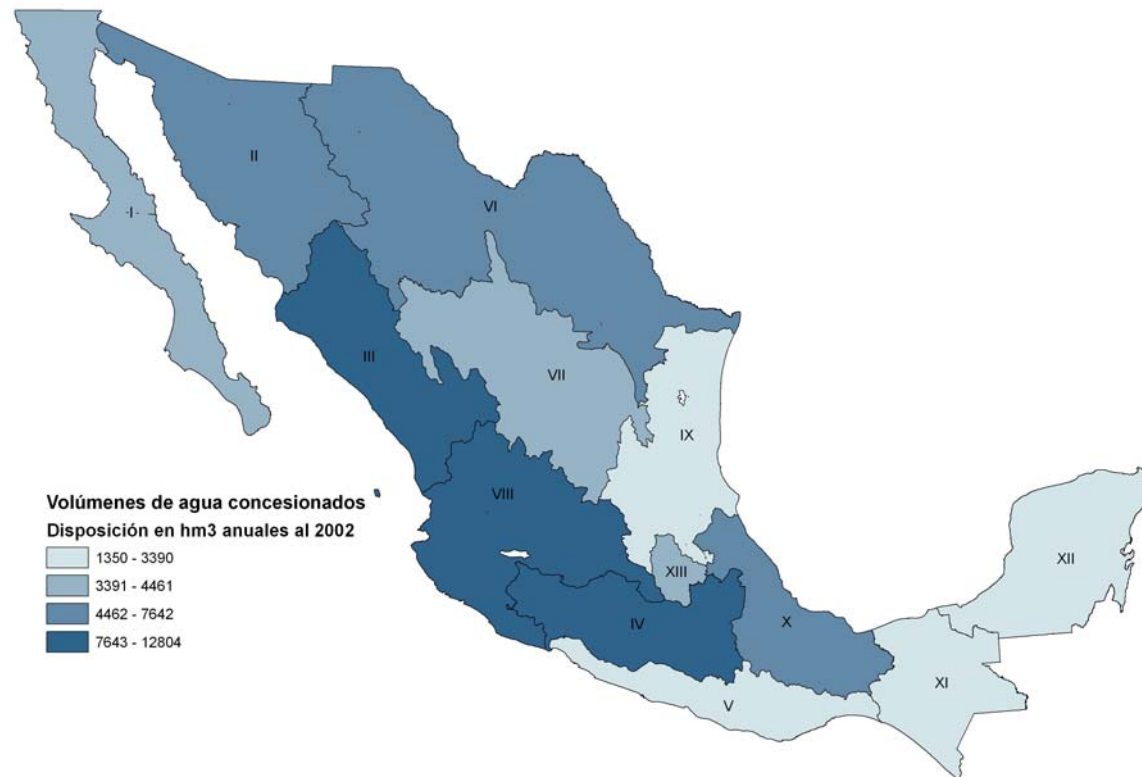 II
VI
-I-
III
VII
IX
VIII
XII
XIII
IV
X
XI
V
Volúmenes de agua concesionados
Disposición en hm3 anuales al 2002
1350 - 3390
3391 - 4461
4462 - 7642
7643 - 12804